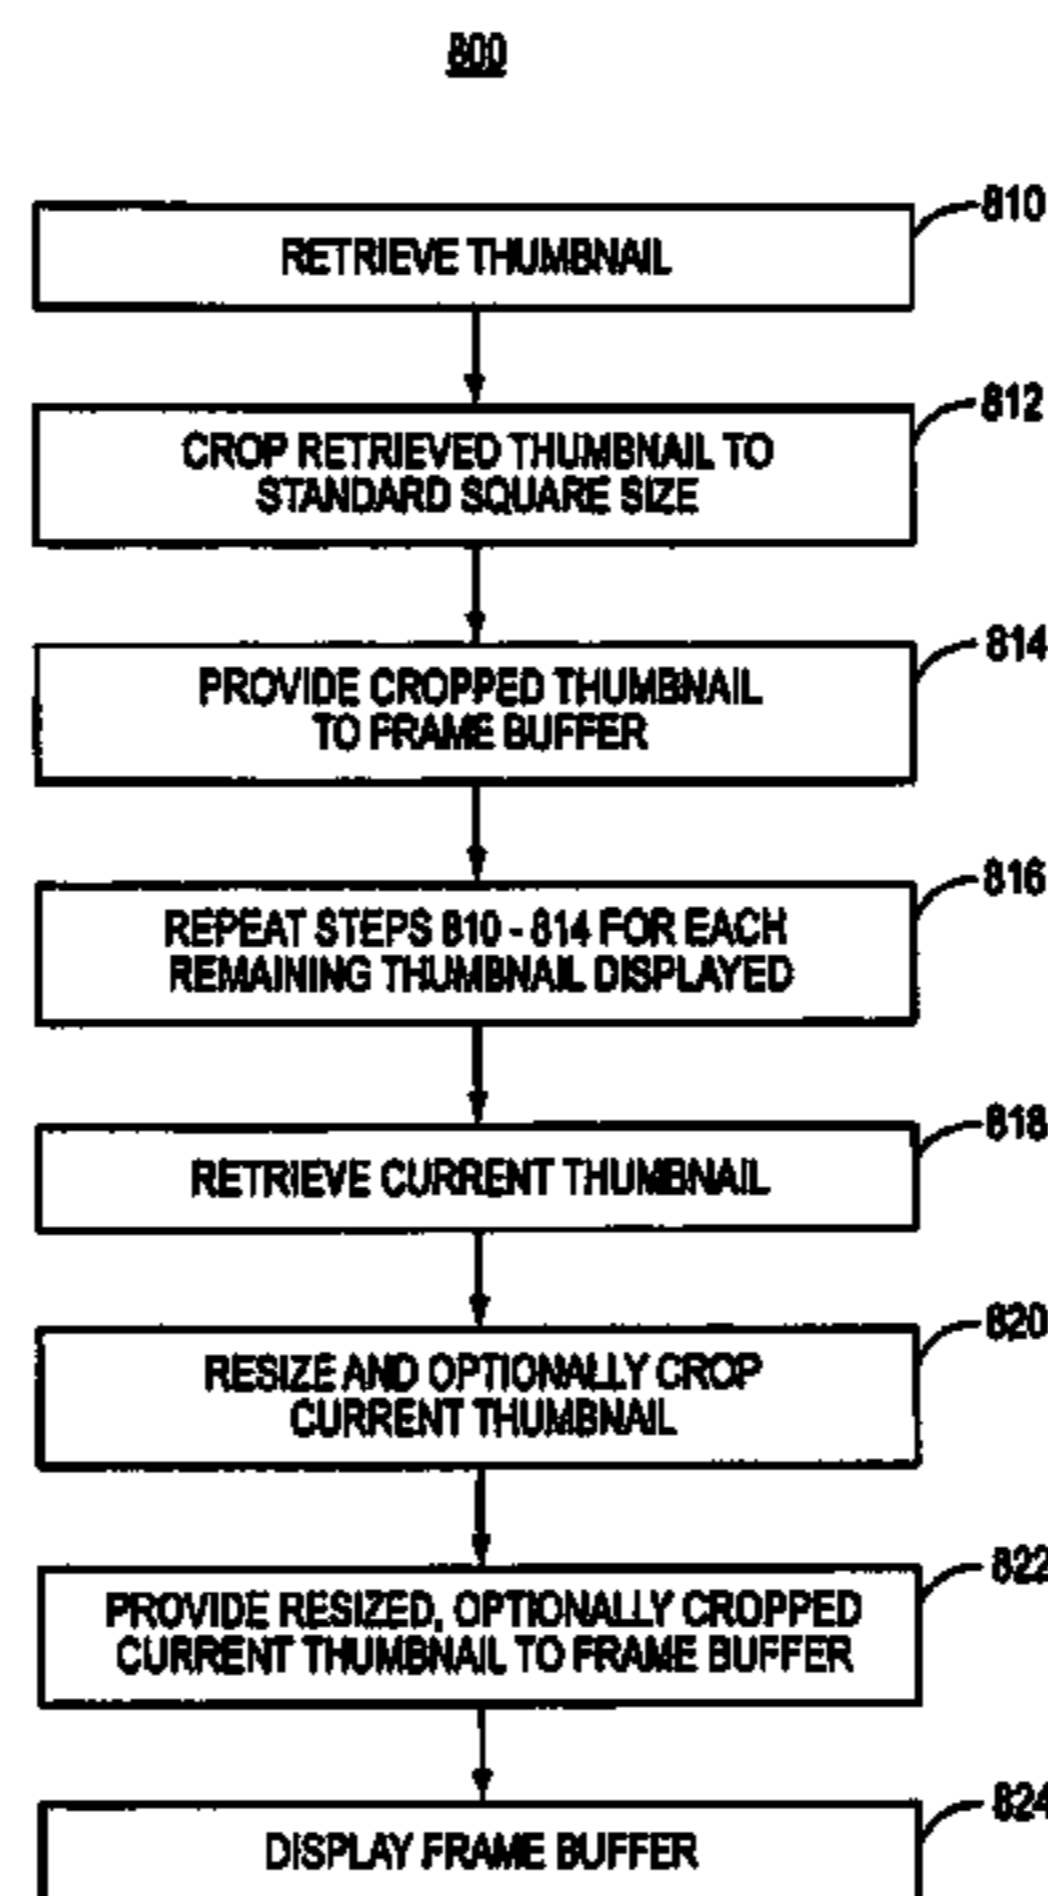 800
810
RETRIEVE THUMBNAIL
812
CROP RETRIEVED THUMBNAIL TO
STANDARD SQUARE SIZE
814
PROVIDE CROPPED THUMBNAIL
TO FRAME BUFFER
816
REPEAT STEPS 810 - 814 FOR EACH
REMAINING THUMBNAIL DISPLAYED
818
RETRIEVE CURRENT THUMBNAIL
820
RESIZE AND OPTIONALLY CROP
CURRENT THUMBNAIL
822
PROVIDE RESIZED, OPTIONALLY CROPPED
CURRENT THUMBNAIL TO FRAME BUFFER
824
DISPLAY FRAME BUFFER